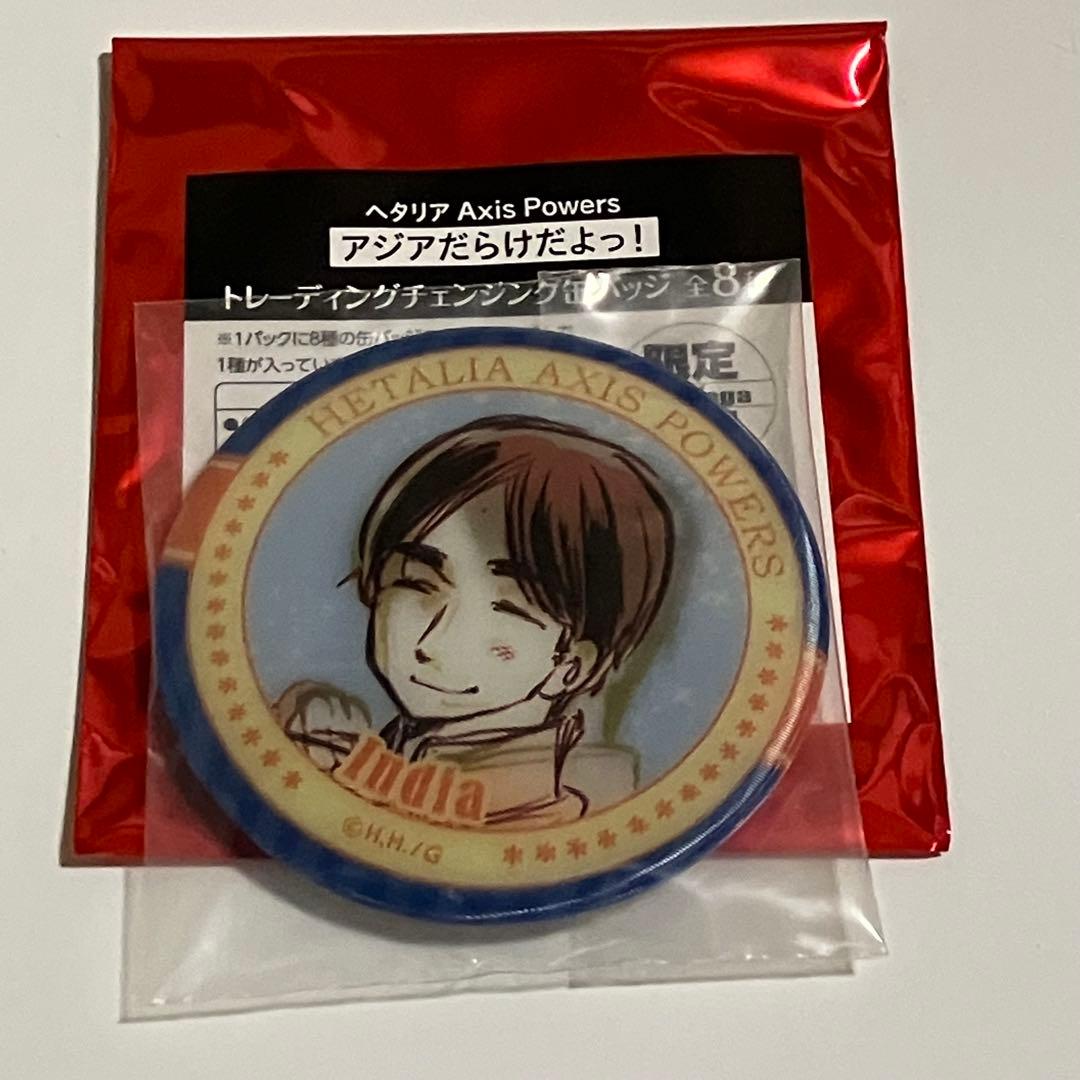 ヘタリア Axis Powers
アジアだらけだよっ!
トレーディングチェンジング缶バッジ 全8
※1パックに8種の缶バッ
1種が入ってい
限定
HETALIA AXIS POWERS
India
©H.H./G